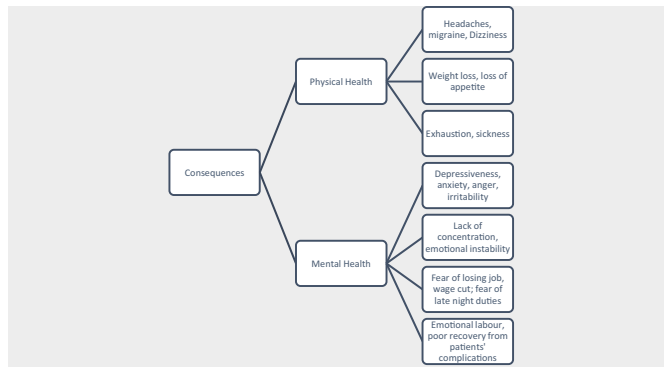 Headaches,
migraine, Dizziness
Physical Health
Weight loss, loss of
appetite
Exhaustion, sickness
Consequences
Depressiveness,
anxiety, anger,
irritability
Lack of
concentration,
emotional instability
Mental Health
Fear of losing job,
wage cut; fear of
late night duties
Emotional labour,
poor recovery from
patients'
complications